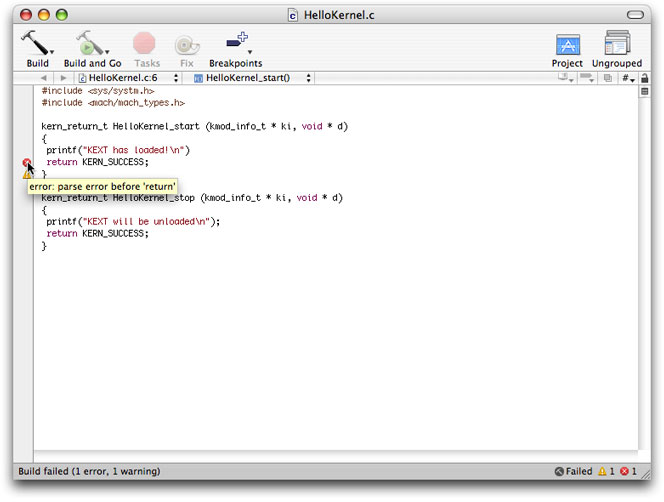 HelloKernel.c
Build
Build and Go
Tasks
Fix
Breakpoints
Project
Ungrouped
HelloKernel.c:6
HelloKernel_start()
#
#include <sys/systm.h>
#include <mach/mach_types.h>
kern_return_t HelloKernel_start (kmod_info_t * ki, void * d)
{
printf("KEXT has loaded!\n")
return KERN_SUCCESS;
}
error: parse error before 'return'
kern_return_t HelloKernel_stop (kmod_info_t * ki, void * d)
{
printf("KEXT will be unloaded\n");
return KERN_SUCCESS;
}
Build failed (1 error, 1 warning)
Failed 1 1